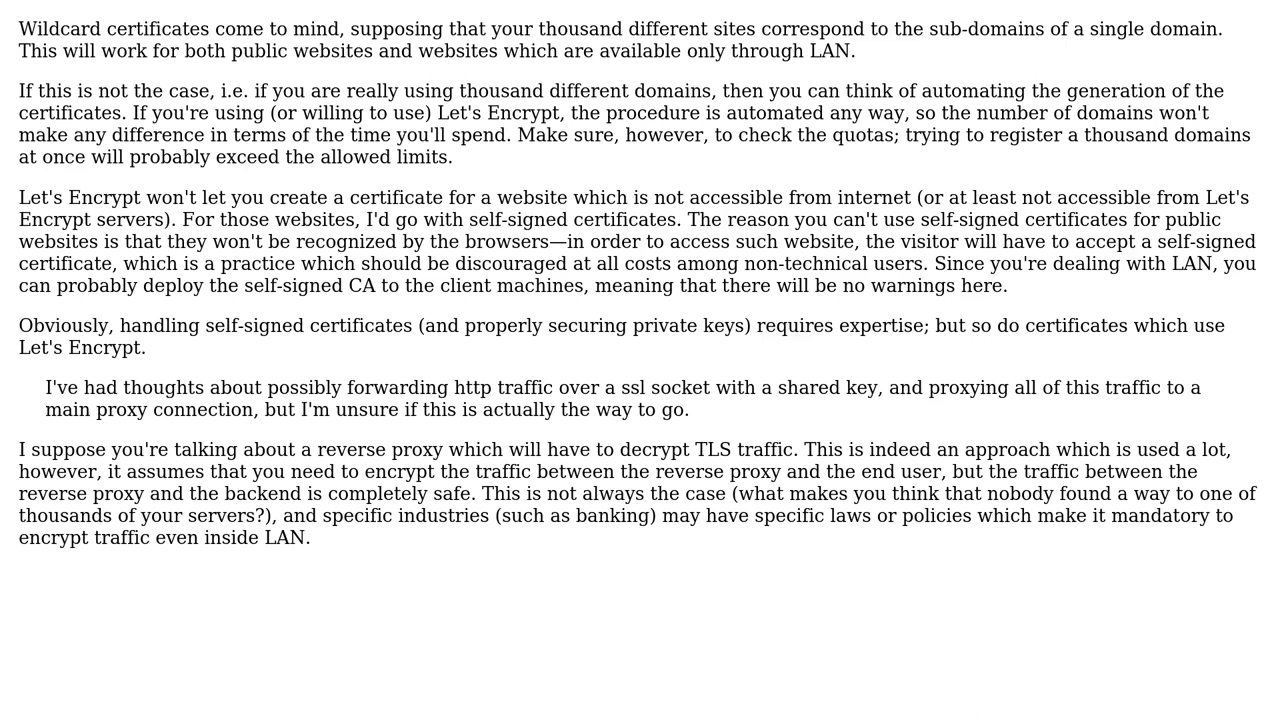 Wildcard certificates come to mind, supposing that your thousand different sites correspond to the sub-domains of a single domain.
This will work for both public websites and websites which are available only through LAN.
If this is not the case, i.e. if you are really using thousand different domains, then you can think of automating the generation of the
certificates. If you're using (or willing to use) Let's Encrypt, the procedure is automated any way, so the number of domains won't
make any difference in terms of the time you'll spend. Make sure, however, to check the quotas; trying to register a thousand domains
at once will probably exceed the allowed limits.
Let's Encrypt won't let you create a certificate for a website which is not accessible from internet (or at least not accessible from Let's
Encrypt servers). For those websites, I'd go with self-signed certificates. The reason you can't use self-signed certificates for public
websites is that they won't be recognized by the browsers—in order to access such website, the visitor will have to accept a self-signed
certificate, which is a practice which should be discouraged at all costs among non-technical users. Since you're dealing with LAN, you
can probably deploy the self-signed CA to the client machines, meaning that there will be no warnings here.
Obviously, handling self-signed certificates (and properly securing private keys) requires expertise; but so do certificates which use
Let's Encrypt.
I've had thoughts about possibly forwarding http traffic over a ssl socket with a shared key, and proxying all of this traffic to a
main proxy connection, but I'm unsure if this is actually the way to go.
I suppose you're talking about a reverse proxy which will have to decrypt TLS traffic. This is indeed an approach which is used a lot,
however, it assumes that you need to encrypt the traffic between the reverse proxy and the end user, but the traffic between the
reverse proxy and the backend is completely safe. This is not always the case (what makes you think that nobody found a way to one of
thousands of your servers?), and specific industries (such as banking) may have specific laws or policies which make it mandatory to
encrypt traffic even inside LAN.